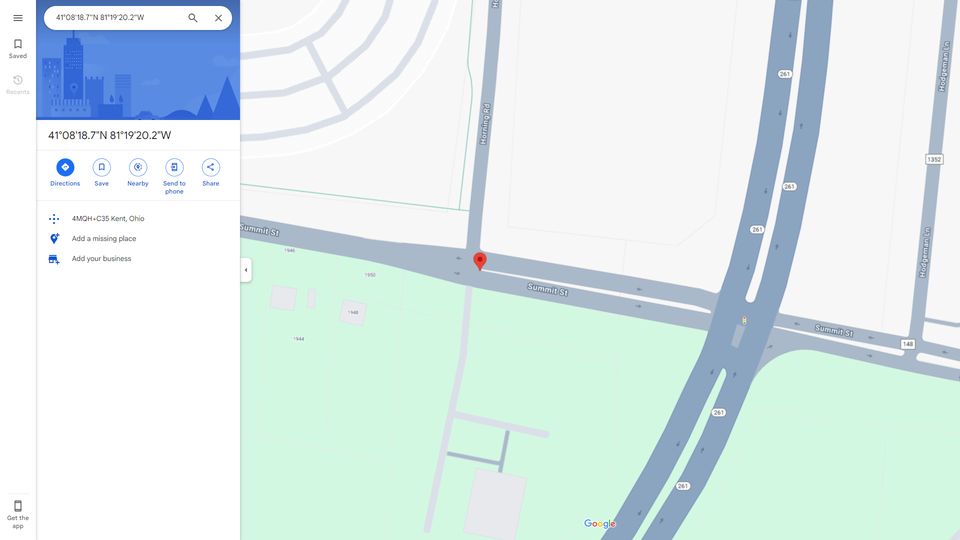 41°08'18.7"N 81°19'20.2"W
Saved
Recents
41°08'18.7"N 81°19'20.2"W
Directions
Save
Nearby
Send to
phone
Share
4MQH+C35 Kent, Ohio
Add a missing place
Add your business
Get the
app
Ho
Horning Rd
Hodgeman Ln
261
1352
261
261
Hodgeman Ln
Summit St
1946
1950
Summit St
Summit St
148
1948
1944
261
261
Google